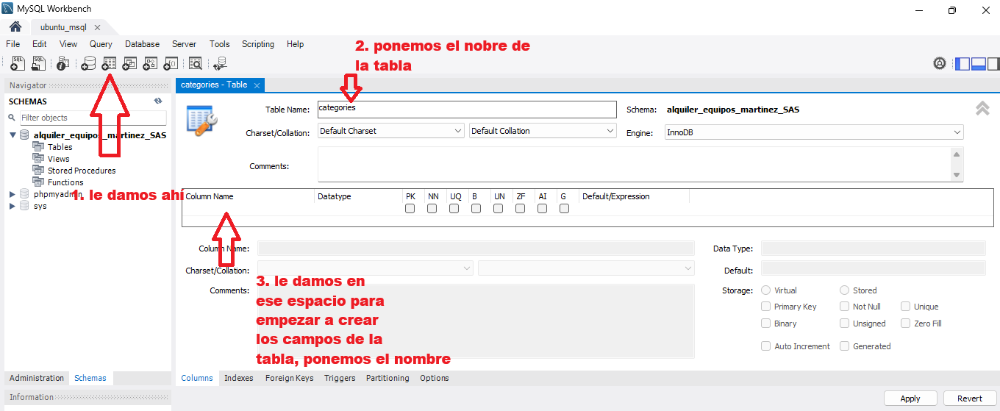 MySQL Workbench
ubuntu_msql
File Edit View Query Database Server Tools Scripting Help
2. ponemos el nobre de
la tabla
Navigator
SCHEMAS
Filter objects
alquiler_equipos_martinez_SAS
Tables
Views
Stored Procedures
Functions
phpmyadmin
sys
1. le damos ahí
categories - Table
Table Name: categories
Schema: alquiler_equipos_martinez_SAS
Charset/Collation: Default Charset Default Collation
Engine: InnoDB
Comments:
Column Name Datatype PK NN UQ B UN ZF AI G Default/Expression
Column Name:
Data Type:
Charset/Collation:
Default:
Comments:
3. le damos en
ese espacio para
empezar a crear
los campos de la
tabla, ponemos el nombre
Storage: Virtual Stored
Primary Key Not Null Unique
Binary Unsigned Zero Fill
Auto Increment Generated
Administration Schemas
Columns Indexes Foreign Keys Triggers Partitioning Options
Information
Apply Revert